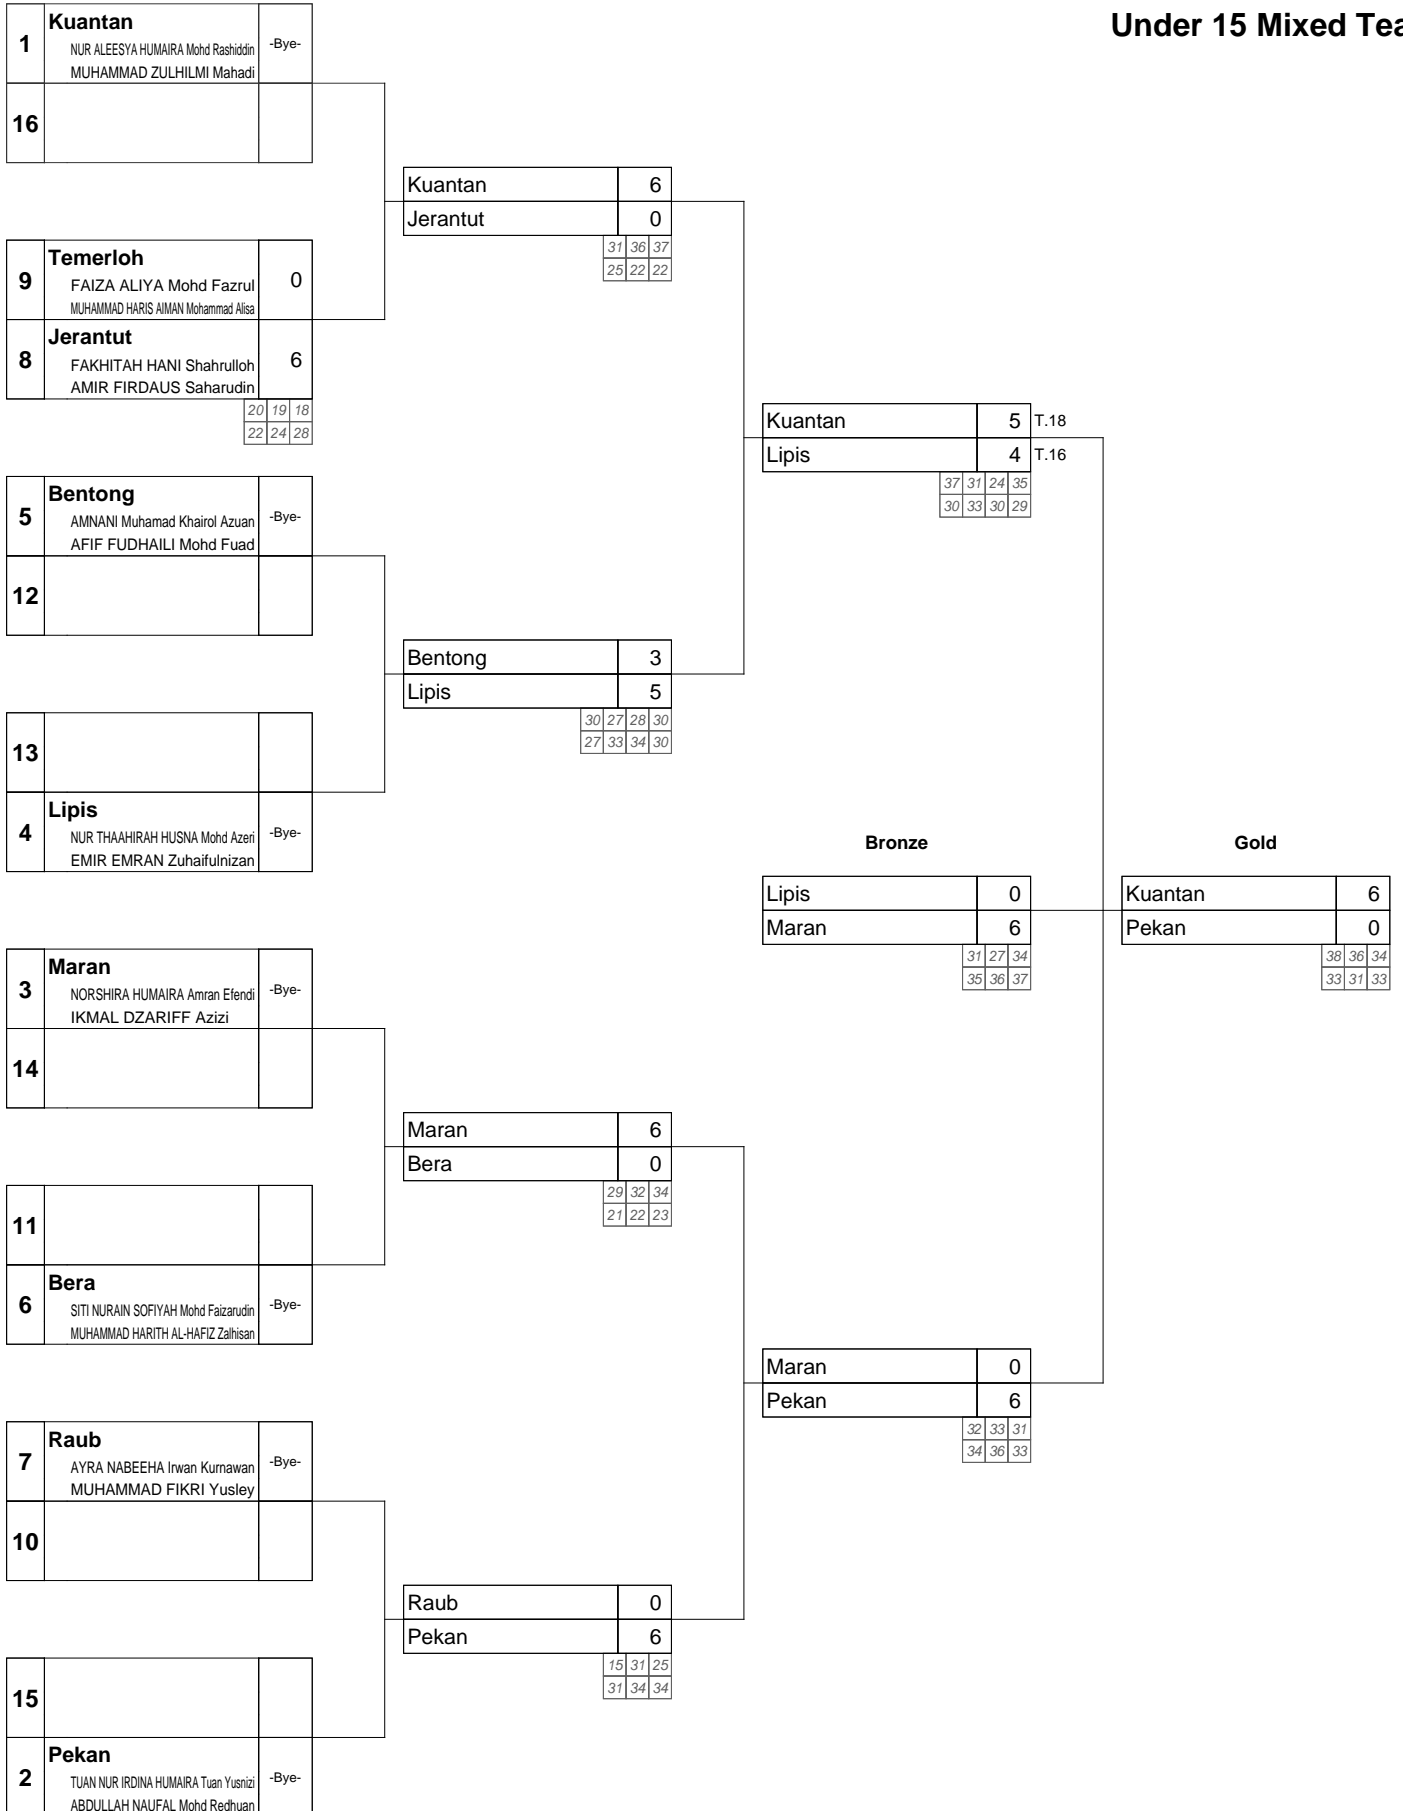 Under 15 Mixed Tea
1
Kuantan
NUR ALEESYA HUMAIRA Mohd Rashiddin
MUHAMMAD ZULHILMI Mahadi
-Bye-
16
Kuantan 6
Jerantut 0
31 36 37
25 22 22
9
Temerloh
FAIZA ALIYA Mohd Fazrul
MUHAMMAD HARIS AIMAN Mohammad Alisa
0
8
Jerantut
FAKHITAH HANI Shahrulloh
AMIR FIRDAUS Saharudin
6
20 19 18
22 24 28
Kuantan 5 T.18
Lipis 4 T.16
37 31 24 35
30 33 30 29
5
Bentong
AMNANI Muhamad Khairol Azuan
AFIF FUDHAILI Mohd Fuad
-Bye-
12
Bentong 3
Lipis 5
30 27 28 30
27 33 34 30
13
4
Lipis
NUR THAAHIRAH HUSNA Mohd Azeri
EMIR EMRAN Zuhaifulnizan
-Bye-
Bronze
Gold
Lipis 0
Maran 6
31 27 34
35 36 37
Kuantan 6
Pekan 0
38 36 34
33 31 33
3
Maran
NORSHIRA HUMAIRA Amran Efendi
IKMAL DZARIFF Azizi
-Bye-
14
Maran 6
Bera 0
29 32 34
21 22 23
11
6
Bera
SITI NURAIN SOFIYAH Mohd Faizarudin
MUHAMMAD HARITH AL-HAFIZ Zalhisan
-Bye-
Maran 0
Pekan 6
32 33 31
34 36 33
7
Raub
AYRA NABEEHA Irwan Kurnawan
MUHAMMAD FIKRI Yusley
-Bye-
10
Raub 0
Pekan 6
15 31 25
31 34 34
15
2
Pekan
TUAN NUR IRDINA HUMAIRA Tuan Yusnizi
ABDULLAH NAUFAL Mohd Redhuan
-Bye-